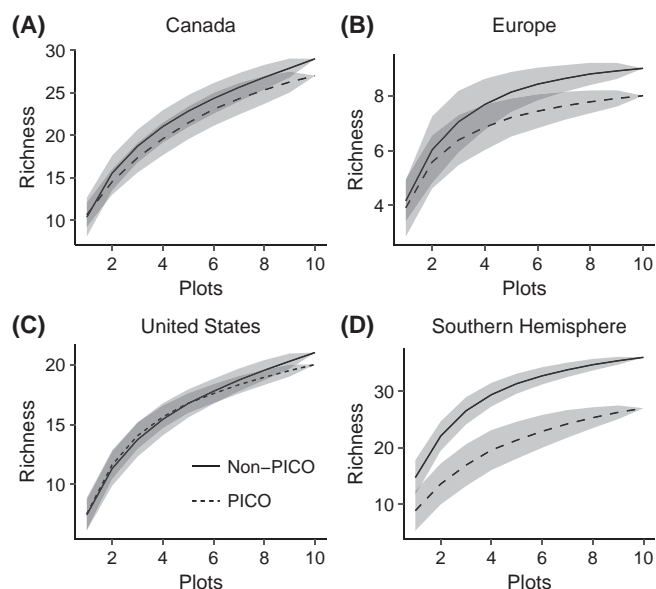 (A) Canada
Richness
30
25
20
15
10
2 4 6 8 10
Plots
(B) Europe
Richness
8
6
4
2 4 6 8 10
Plots
(C) United States
Richness
20
15
10
Non−PICO
PICO
2 4 6 8 10
Plots
(D) Southern Hemisphere
Richness
30
20
10
2 4 6 8 10
Plots